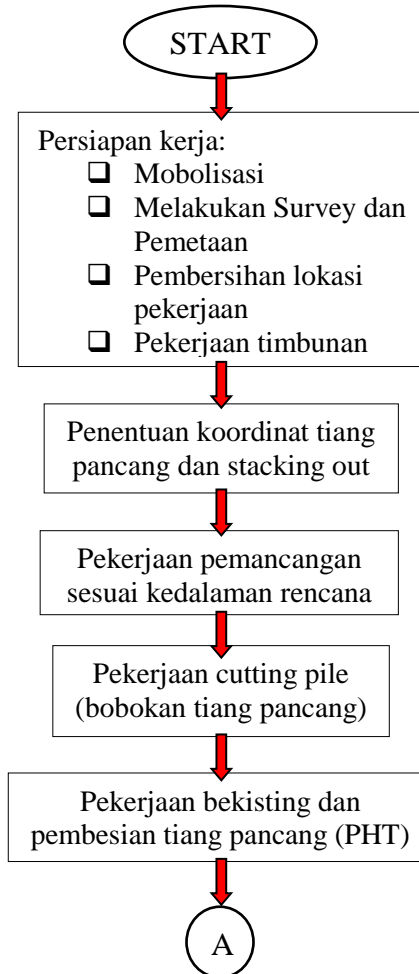 START
Persiapan kerja:
❑ Mobolisasi
❑ Melakukan Survey dan
Pemetaan
❑ Pembersihan lokasi
pekerjaan
❑ Pekerjaan timbunan
Penentuan koordinat tiang
pancang dan stacking out
Pekerjaan pemancangan
sesuai kedalaman rencana
Pekerjaan cutting pile
(bobokan tiang pancang)
Pekerjaan bekisting dan
pembesian tiang pancang (PHT)
A